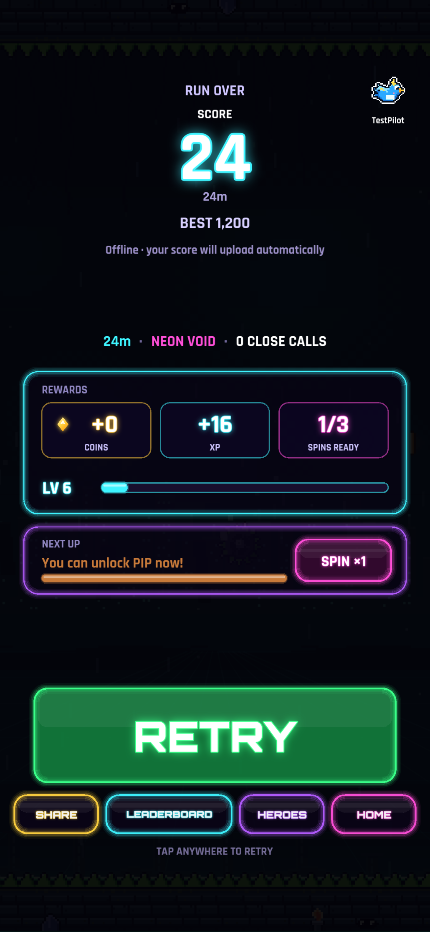 RUN OVER
SCORE
24
24m
BEST 1,200
Offline · your score will upload automatically
TestPilot
24m · NEON VOID · 0 CLOSE CALLS
REWARDS
+0 +16 1/3
COINS XP SPINS READY
LV 6
NEXT UP
You can unlock PIP now!
SPIN ×1
RETRY
SHARE LEADERBOARD HEROES HOME
TAP ANYWHERE TO RETRY